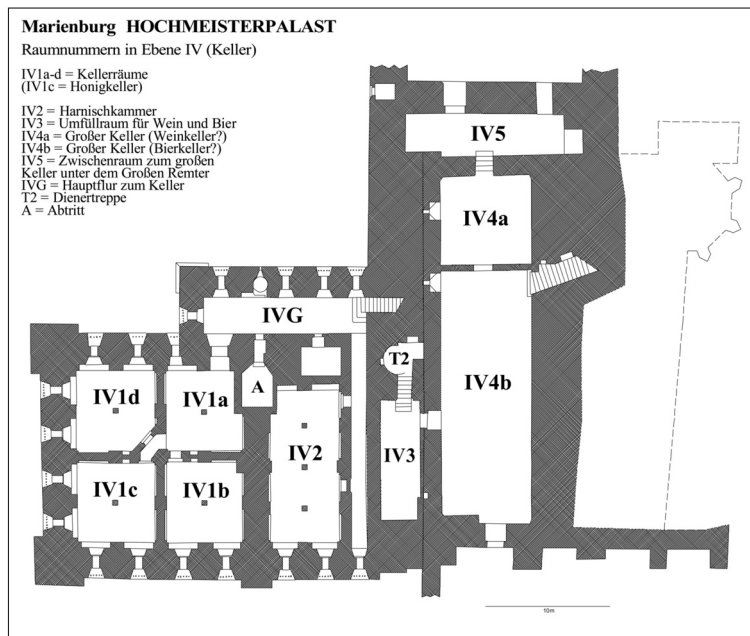 Marienburg HOCHMEISTERPALAST
Raumnummern in Ebene IV (Keller)
IV1a-d = Kellerräume
(IV1c = Honigkeller)
IV2 = Harnischkammer
IV3 = Umfüllraum für Wein und Bier
IV4a = Großer Keller (Weinkeller?)
IV4b = Großer Keller (Bierkeller?)
IV5 = Zwischenraum zum großen
Keller unter dem Großen Remter
IVG = Hauptflur zum Keller
T2 = Dienertreppe
A = Abtritt
IV5
IV4a
IVG
T2
IV4b
IV1d
IV1a
A
IV2
IV3
IV1c
IV1b
10m